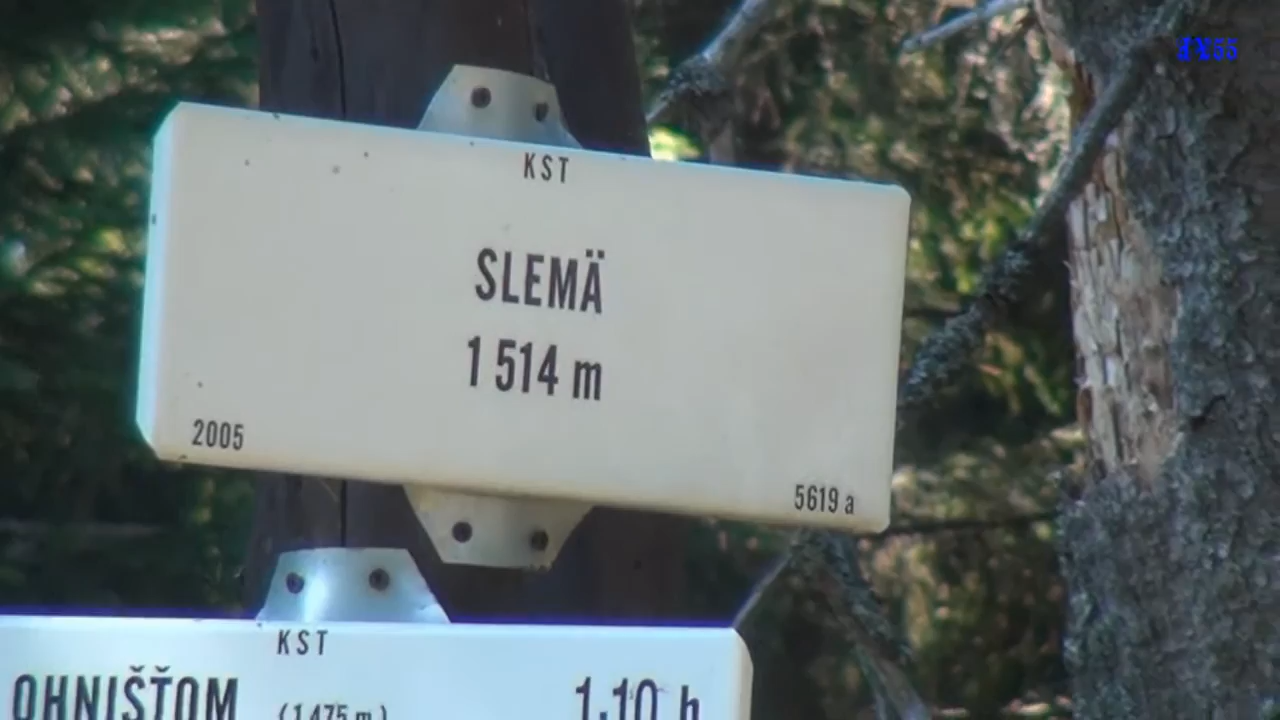 KST
SLEMÄ
1 514 m
2005
5619 a
KST
OHNIŠŤOM (1 475 m) 1.10 h